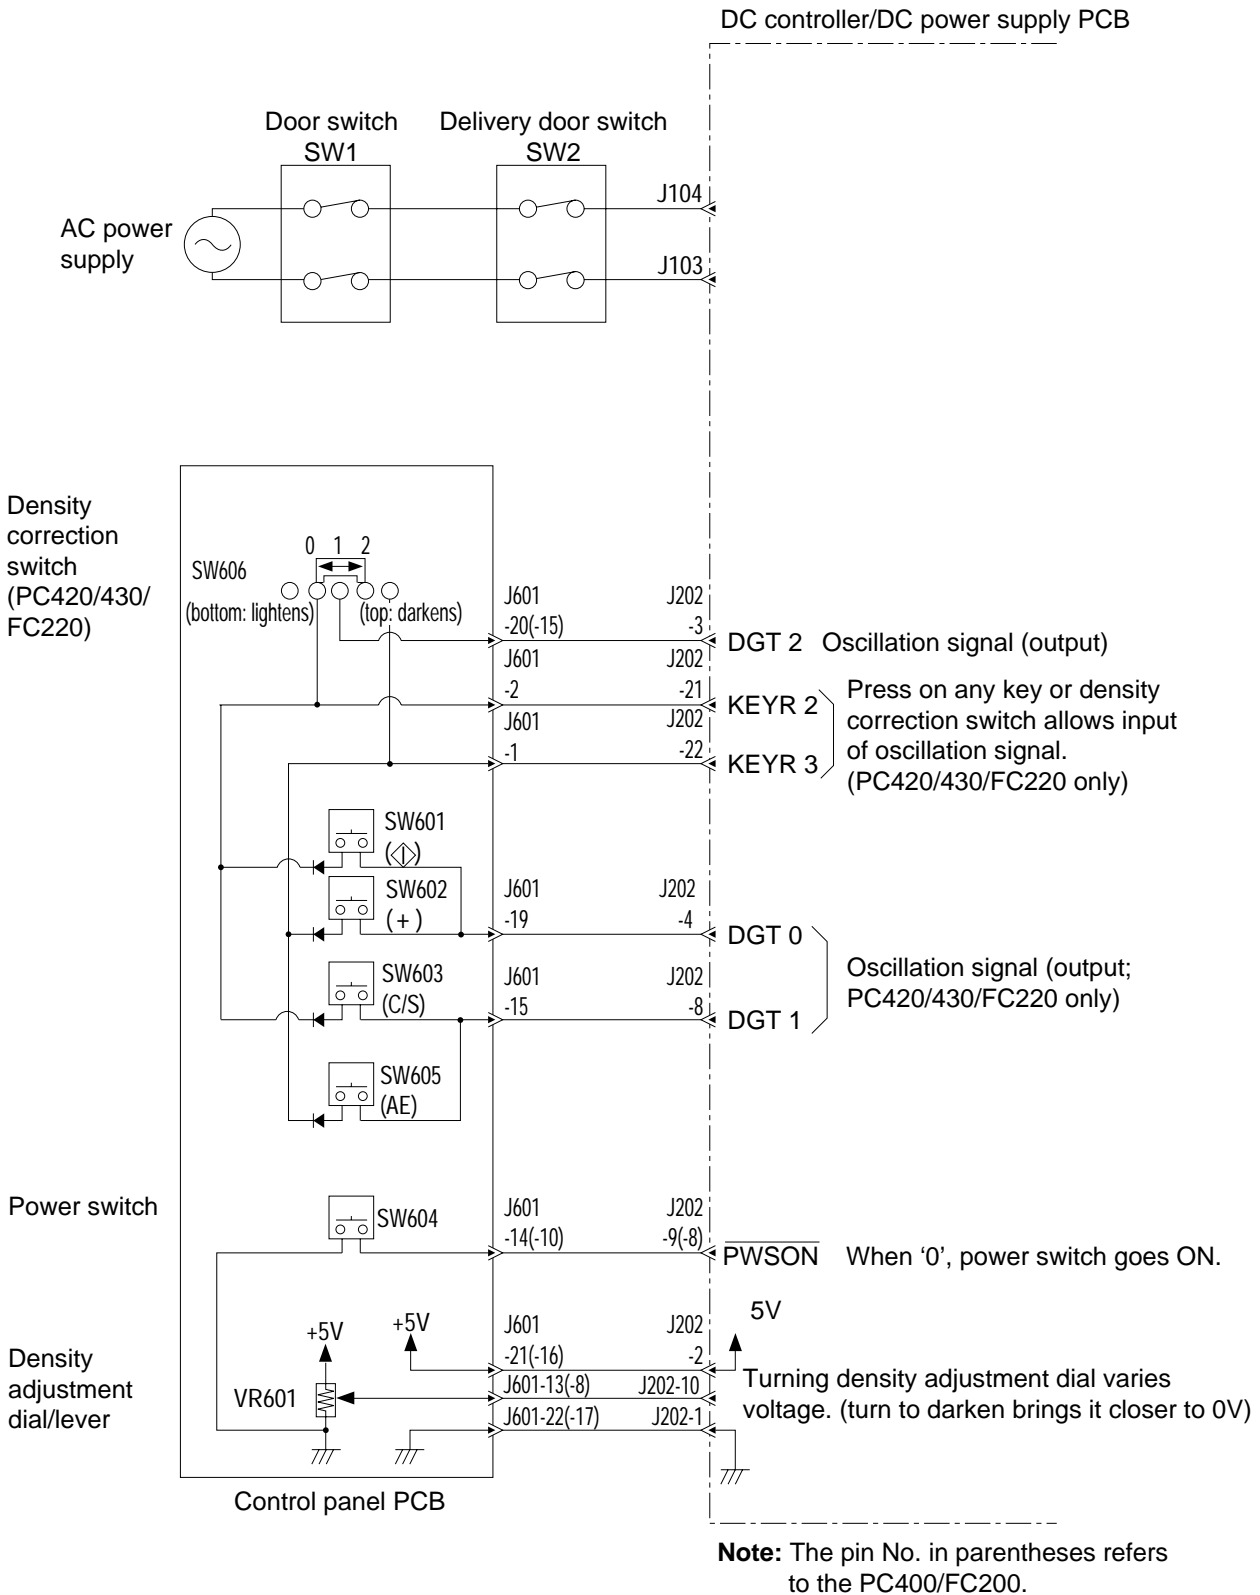 DC controller/DC power supply PCB
Door switch
SW1
Delivery door switch
SW2
AC power
supply
J104
J103
Density
correction
switch
(PC420/430/
FC220)
SW606
0 1 2
(bottom: lightens)
(top: darkens)
J601
-20(-15)
J202
-3
DGT 2 Oscillation signal (output)
J601
-2
J202
-21
KEYR 2
J601
-1
J202
-22
KEYR 3
Press on any key or density
correction switch allows input
of oscillation signal.
(PC420/430/FC220 only)
SW601
SW602
(+)
J601
-19
J202
-4
DGT 0
SW603
(C/S)
J601
-15
J202
-8
DGT 1
Oscillation signal (output;
PC420/430/FC220 only)
SW605
(AE)
Power switch
SW604
J601
-14(-10)
J202
-9(-8)
PWSON When ‘0’, power switch goes ON.
Density
adjustment
dial/lever
+5V
VR601
+5V
J601
-21(-16)
J202
-2
5V
J601-13(-8)
J202-10
J601-22(-17)
J202-1
Turning density adjustment dial varies
voltage. (turn to darken brings it closer to 0V)
Control panel PCB
Note: The pin No. in parentheses refers
to the PC400/FC200.